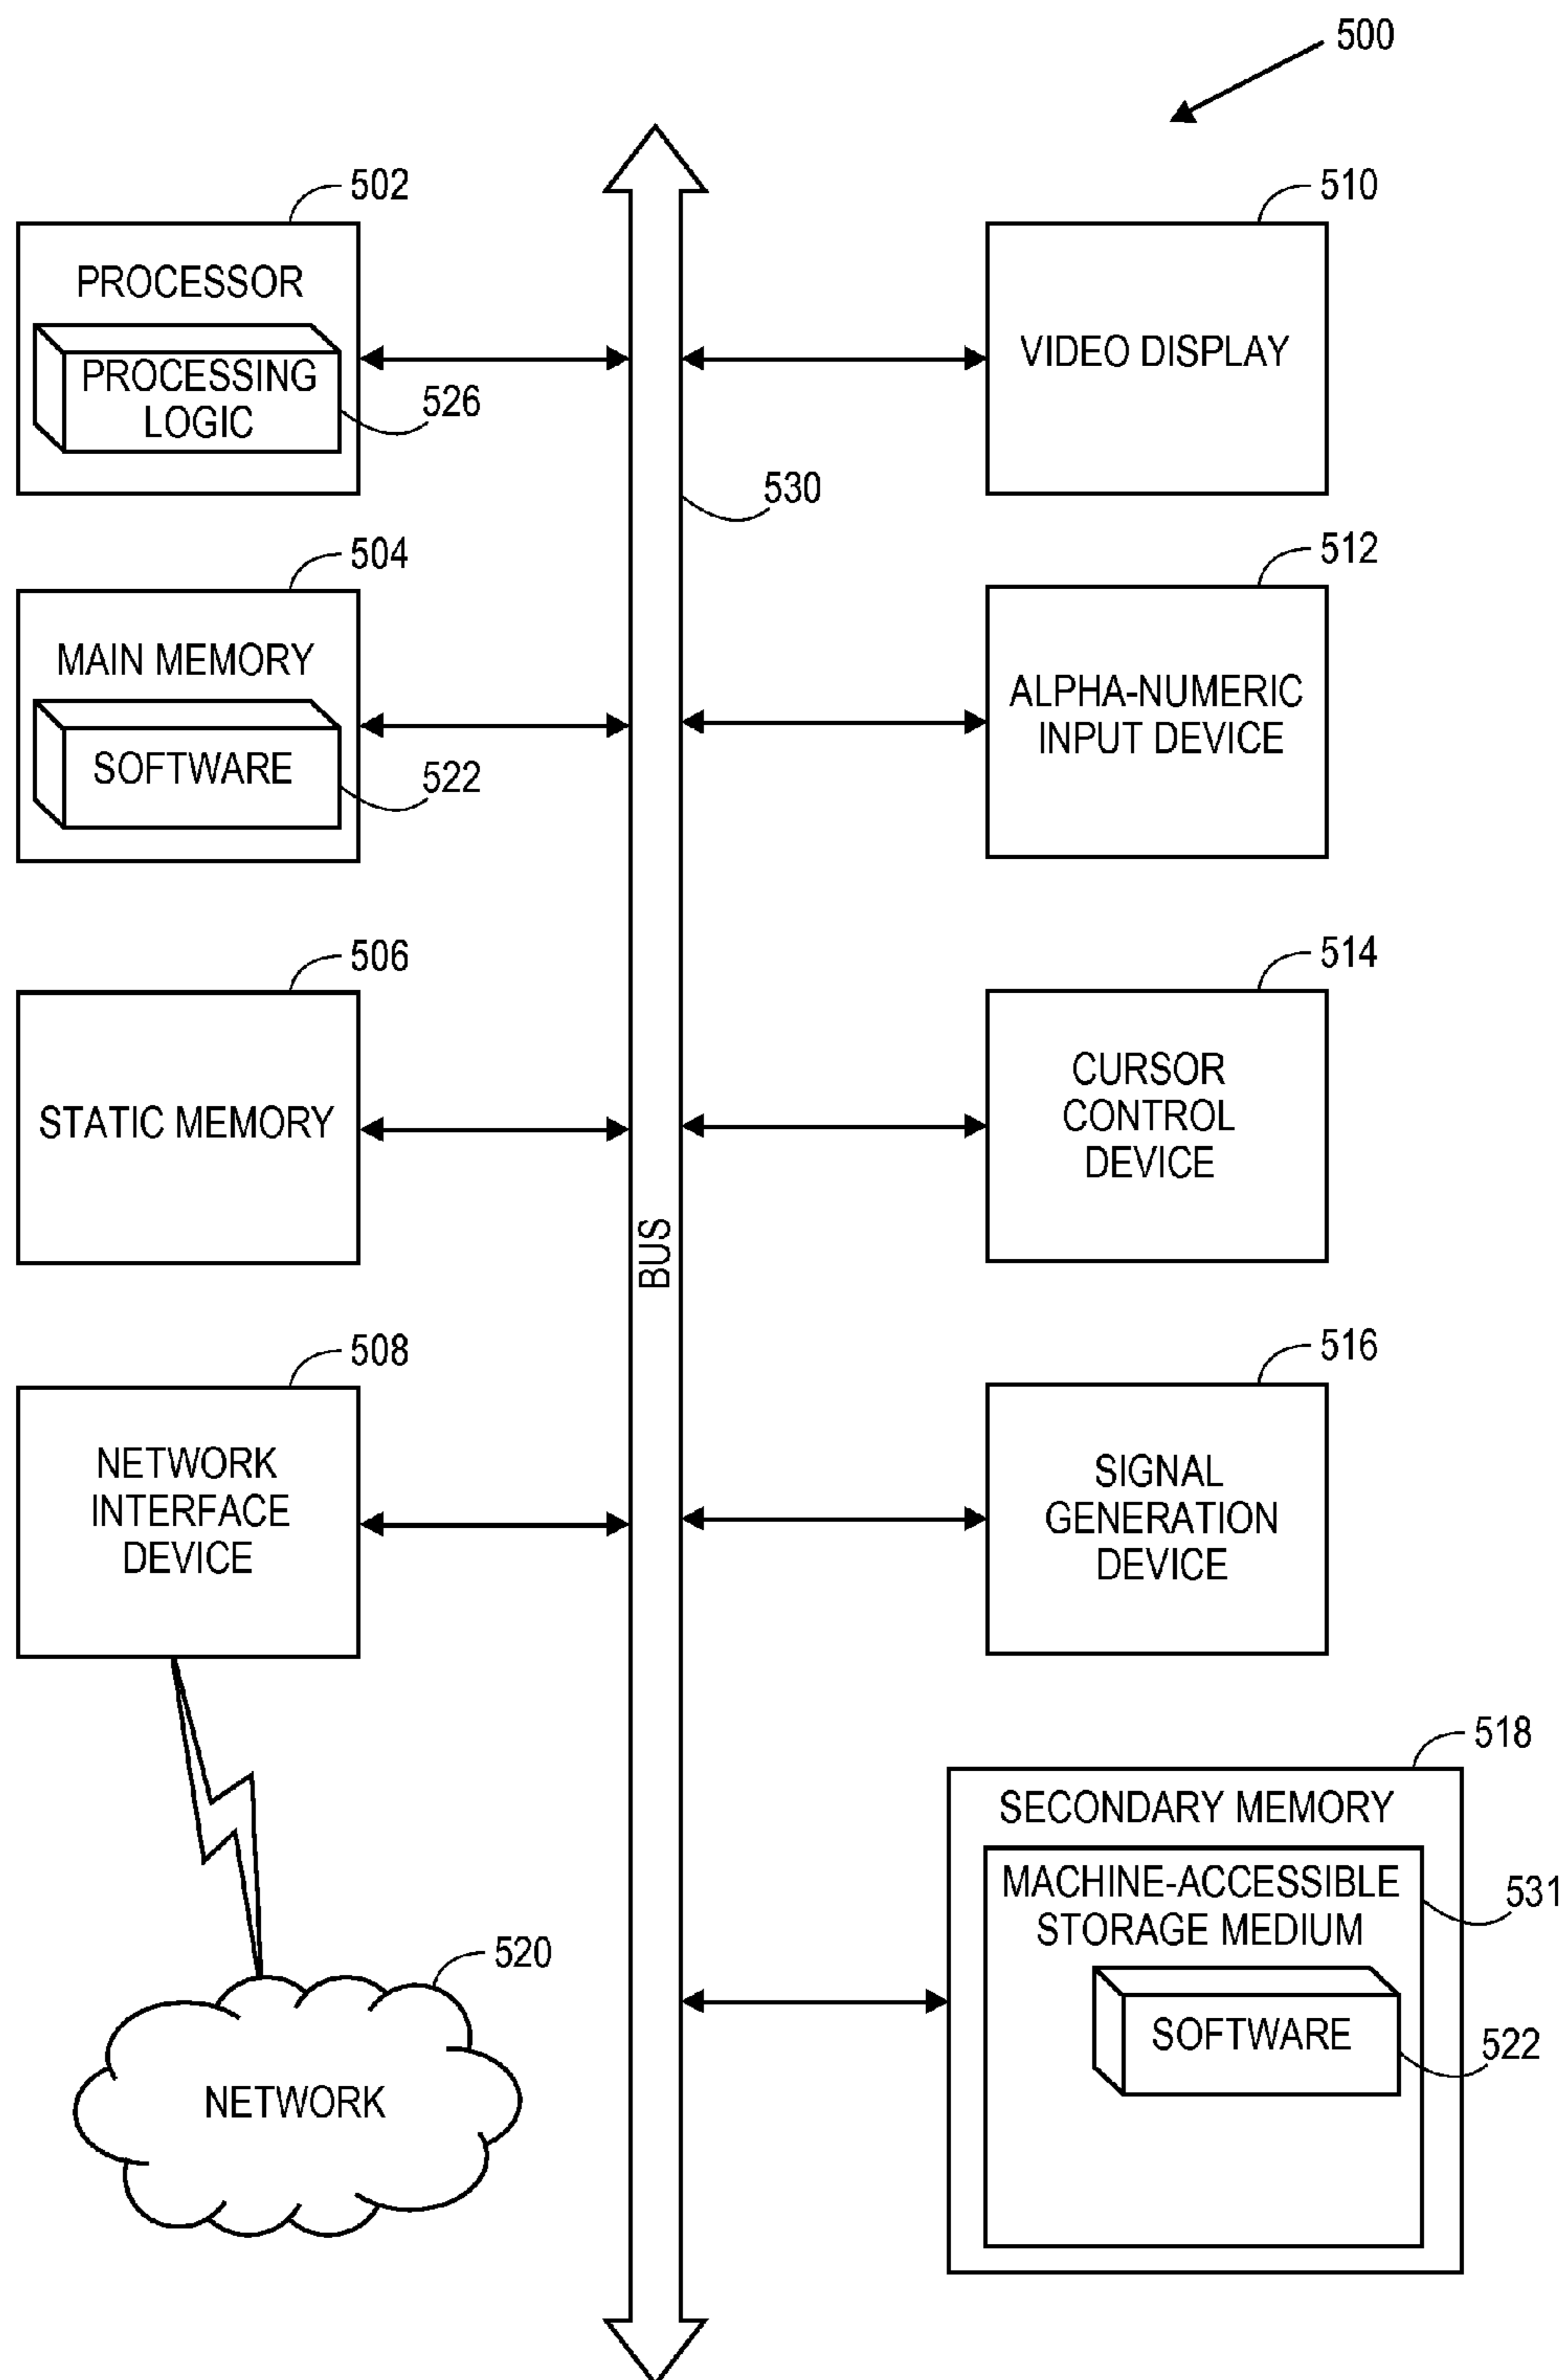 500
502
PROCESSOR
PROCESSING
LOGIC
526
510
VIDEO DISPLAY
530
504
MAIN MEMORY
SOFTWARE
522
512
ALPHA-NUMERIC
INPUT DEVICE
506
STATIC MEMORY
514
CURSOR
CONTROL
DEVICE
BUS
508
NETWORK
INTERFACE
DEVICE
516
SIGNAL
GENERATION
DEVICE
518
SECONDARY MEMORY
MACHINE-ACCESSIBLE
STORAGE MEDIUM
531
SOFTWARE
522
520
NETWORK